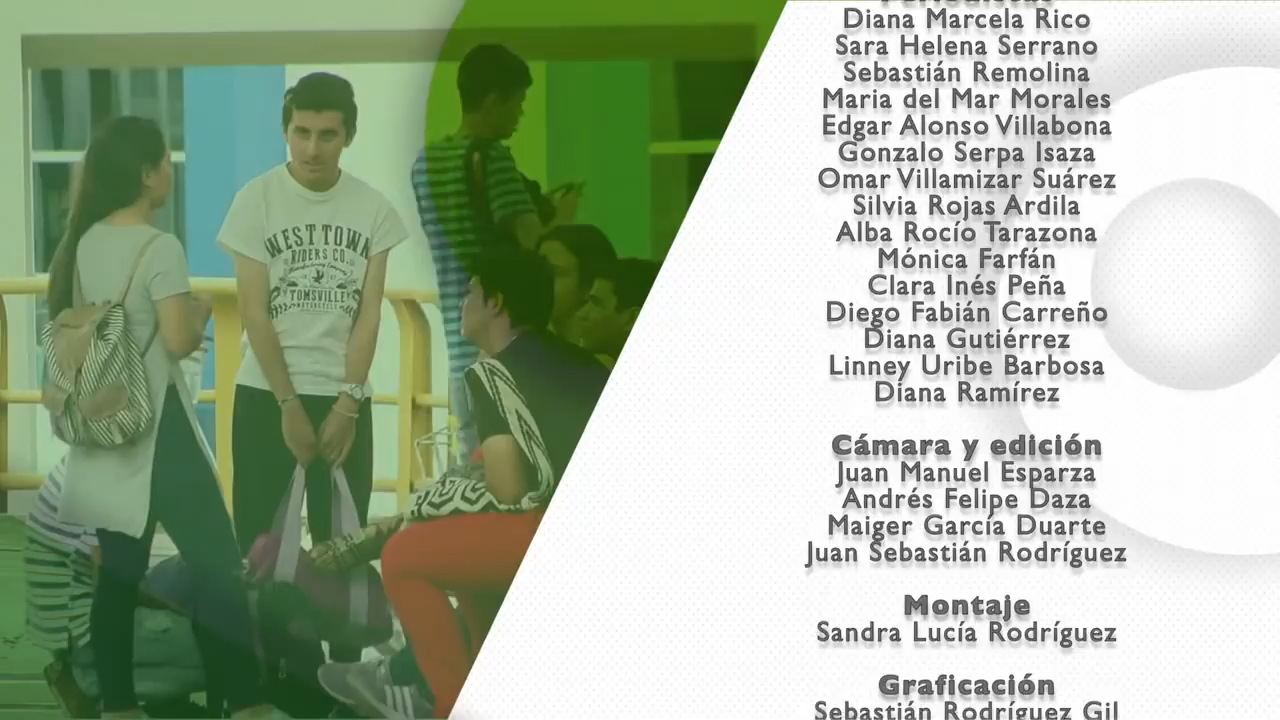 WEST TOWN
RIDERS CO.
TOMSVILLE
MOTORCYCLE
Periodistas
Diana Marcela Rico
Sara Helena Serrano
Sebastián Remolina
Maria del Mar Morales
Edgar Alonso Villabona
Gonzalo Serpa Isaza
Omar Villamizar Suárez
Silvia Rojas Ardila
Alba Rocío Tarazona
Mónica Farfán
Clara Inés Peña
Diego Fabián Carreño
Diana Gutiérrez
Linney Uribe Barbosa
Diana Ramírez
Cámara y edición
Juan Manuel Esparza
Andrés Felipe Daza
Maiger García Duarte
Juan Sebastián Rodríguez
Montaje
Sandra Lucía Rodríguez
Graficación
Sebastián Rodríguez Gil